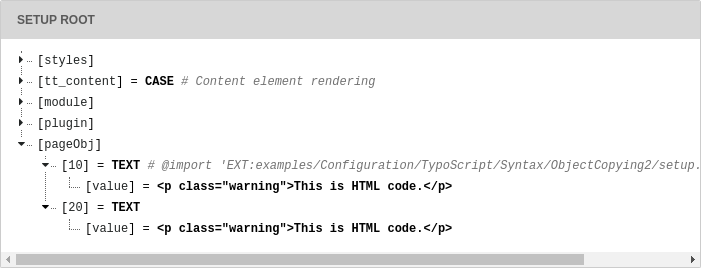 SETUP ROOT
[styles]
[tt_content] = CASE # Content element rendering
[module]
[plugin]
[pageObj]
[10] = TEXT # @import 'EXT:examples/Configuration/TypoScript/Syntax/ObjectCopying2/setup.
[value] = <p class="warning">This is HTML code.</p>
[20] = TEXT
[value] = <p class="warning">This is HTML code.</p>